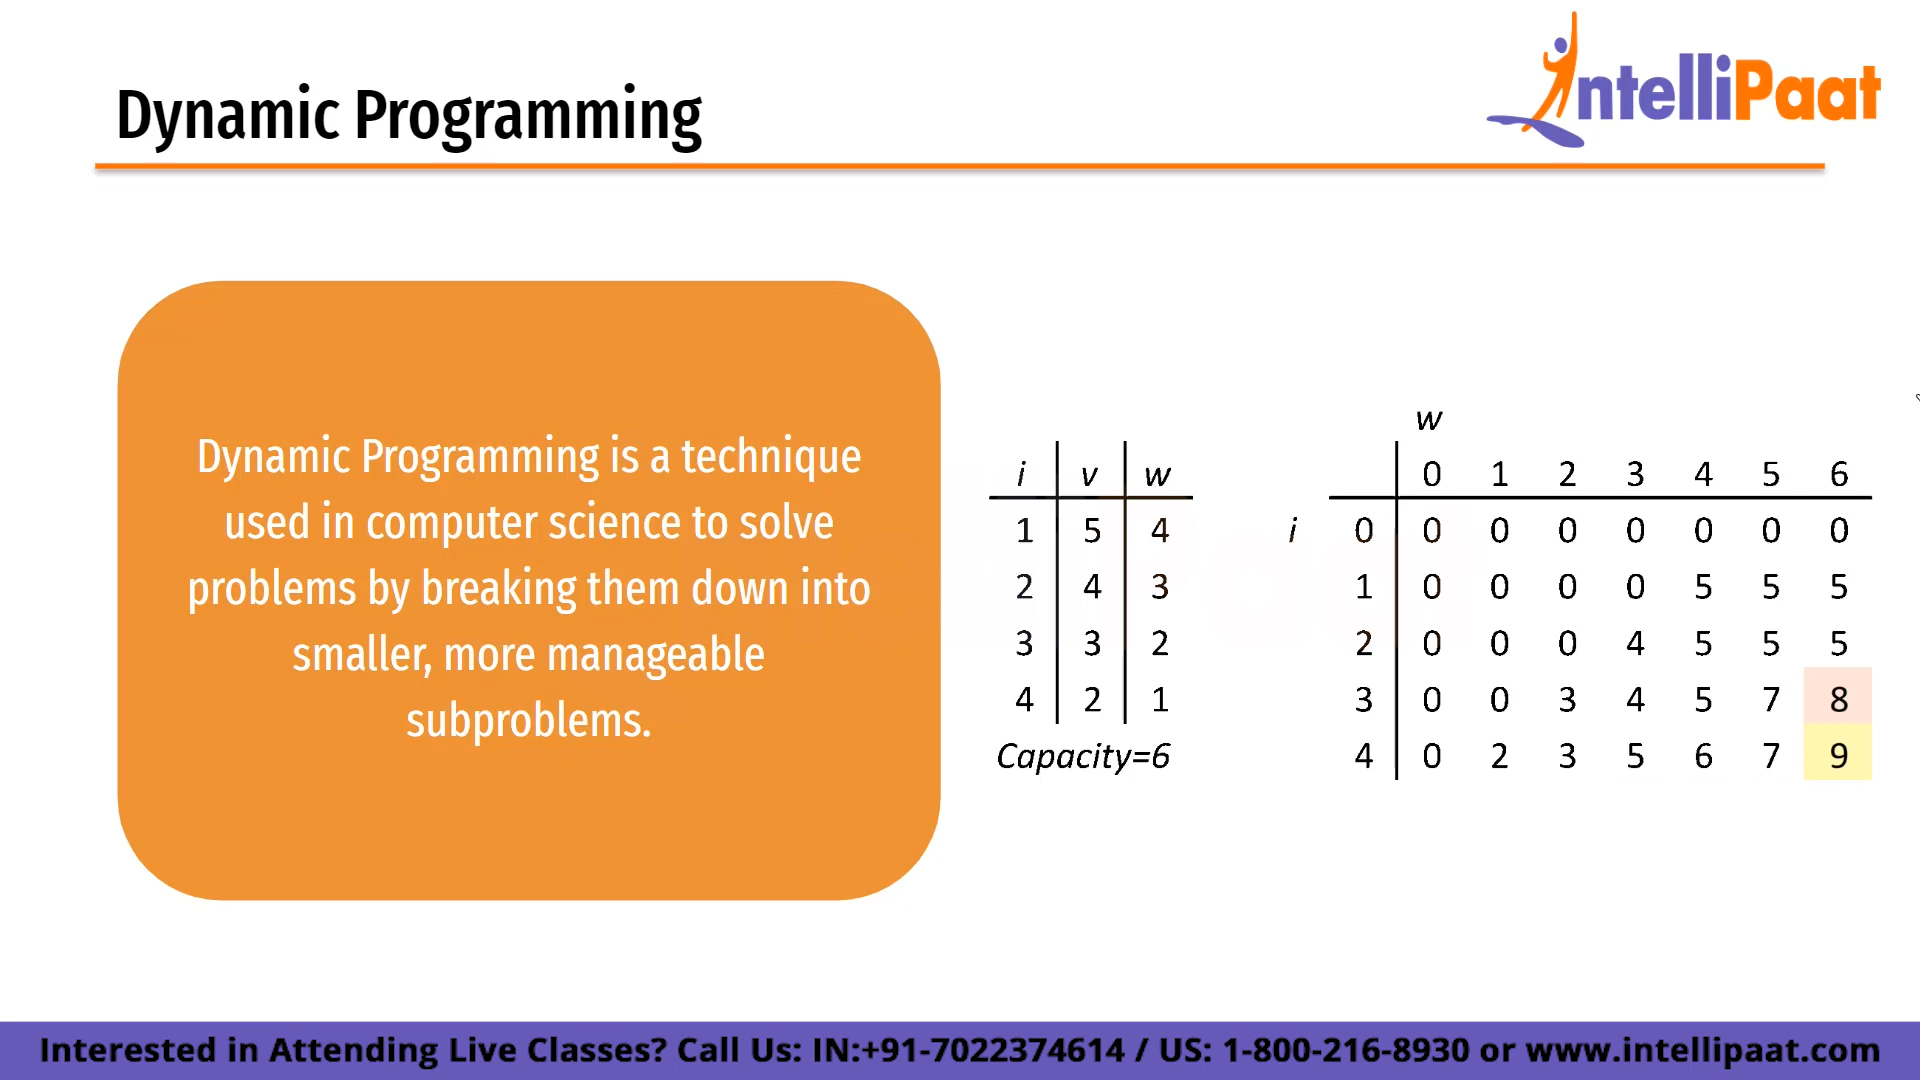 Dynamic Programming
ntelliPaat
Dynamic Programming is a technique
used in computer science to solve
problems by breaking them down into
smaller, more manageable
subproblems.
i v w
1 5 4
2 4 3
3 3 2
4 2 1
Capacity=6
w
0 1 2 3 4 5 6
i 0 0 0 0 0 0 0 0
1 0 0 0 0 5 5 5
2 0 0 0 4 5 5 5
3 0 0 3 4 5 7 8
4 0 2 3 5 6 7 9
Interested in Attending Live Classes? Call Us: IN:+91-7022374614 / US: 1-800-216-8930 or www.intellipaat.com